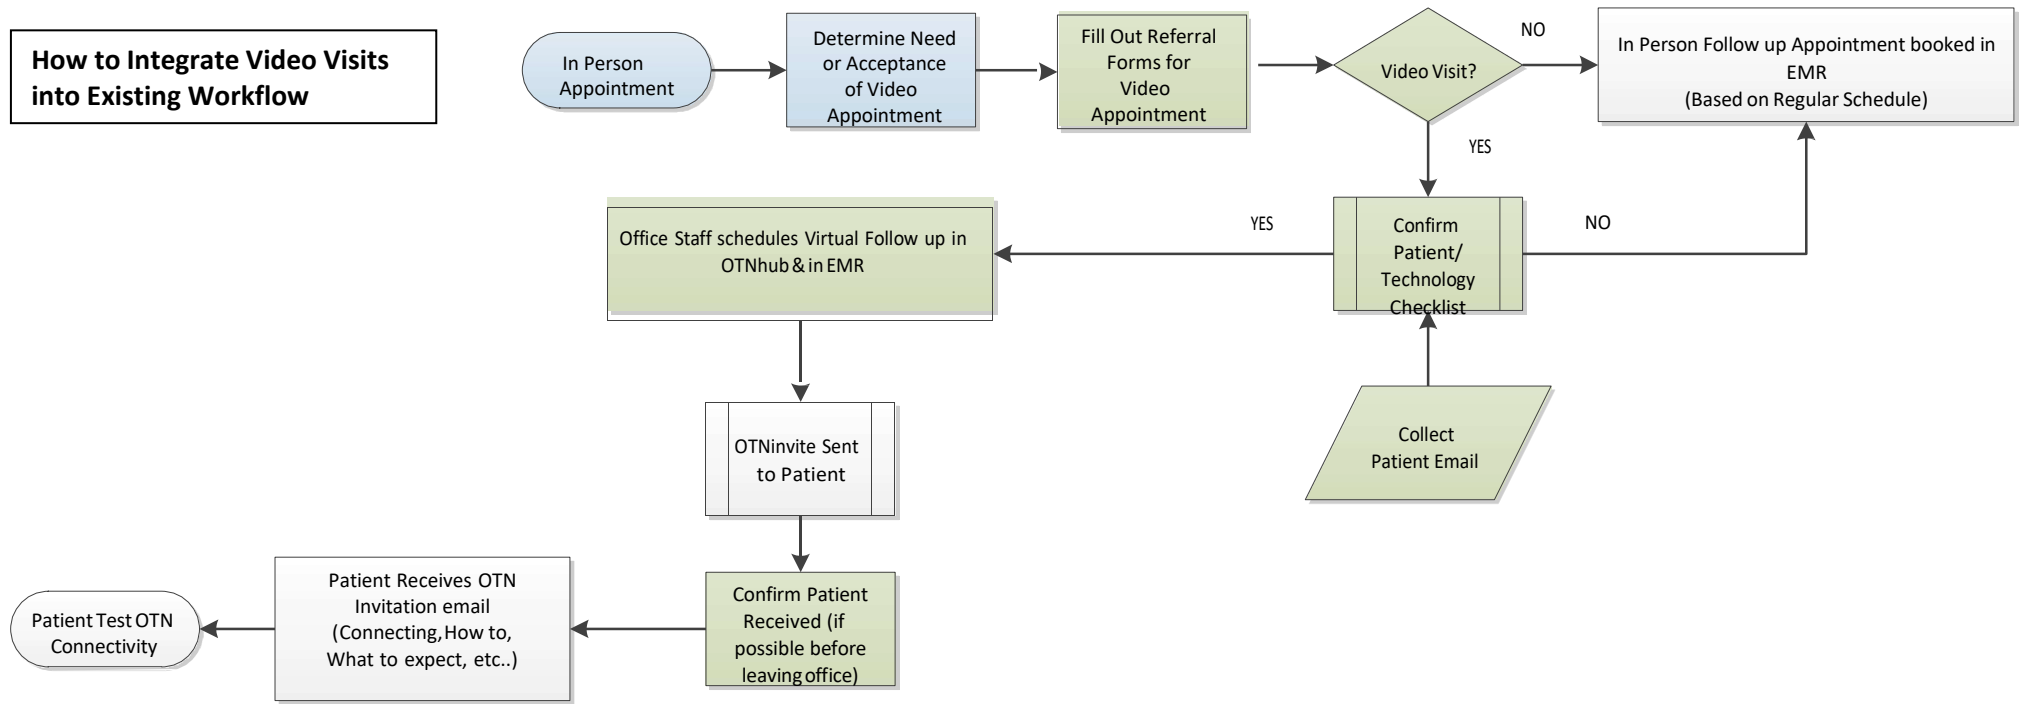 How to Integrate Video Visits
into Existing Workflow
In Person
Appointment
Determine Need
or Acceptance
of Video
Appointment
Fill Out Referral
Forms for
Video
Appointment
Video Visit?
NO
In Person Follow up Appointment booked in
EMR
(Based on Regular Schedule)
YES
Office Staff schedules Virtual Follow up in
OTNhub & in EMR
YES
Confirm
Patient/
Technology
Checklist
NO
OTNinvite Sent
to Patient
Collect
Patient Email
Patient Test OTN
Connectivity
Patient Receives OTN
Invitation email
(Connecting, How to,
What to expect, etc..)
Confirm Patient
Received (if
possible before
leaving office)